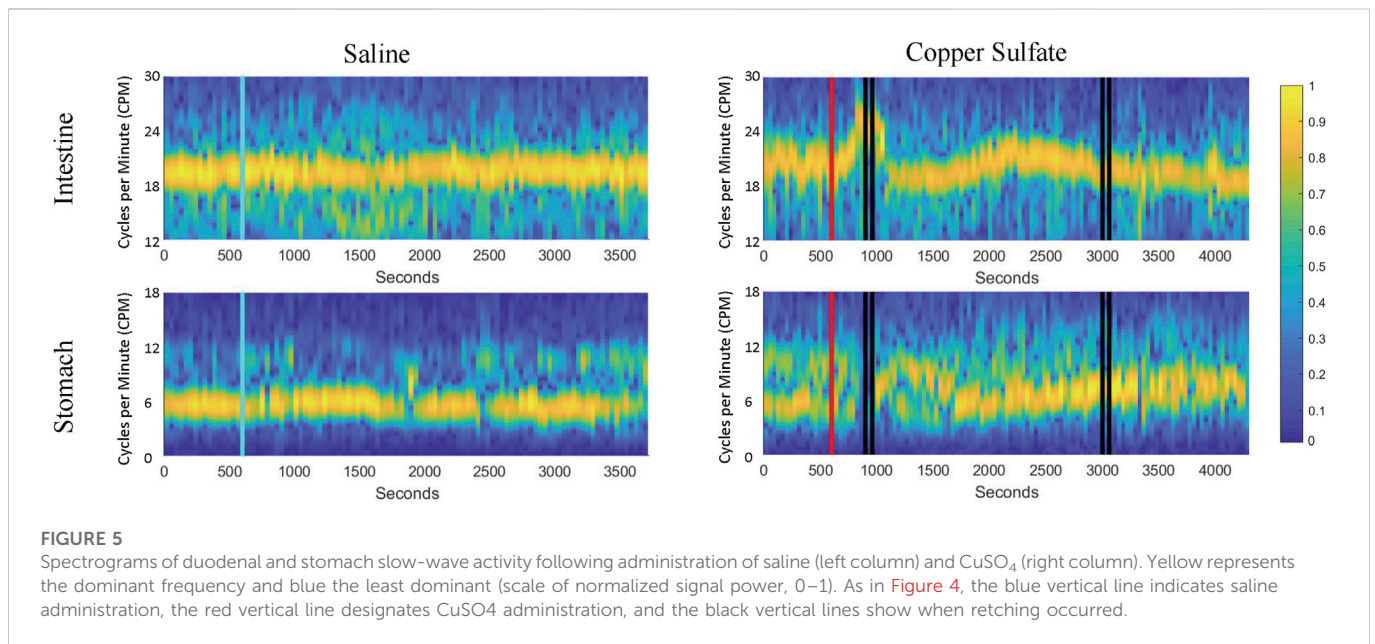 Saline
Copper Sulfate
Intestine
Cycles per Minute (CPM)
30
24
18
12
0 500 1000 1500 2000 2500 3000 3500
Seconds
Cycles per Minute (CPM)
30
24
18
12
0 500 1000 1500 2000 2500 3000 3500 4000
Seconds
Stomach
Cycles per Minute (CPM)
18
12
6
0
0 500 1000 1500 2000 2500 3000 3500
Seconds
Cycles per Minute (CPM)
18
12
6
0
0 500 1000 1500 2000 2500 3000 3500 4000
Seconds
1
0.9
0.8
0.7
0.6
0.5
0.4
0.3
0.2
0.1
0
FIGURE 5
Spectrograms of duodenal and stomach slow-wave activity following administration of saline (left column) and CuSO₄ (right column). Yellow represents
the dominant frequency and blue the least dominant (scale of normalized signal power, 0–1). As in Figure 4, the blue vertical line indicates saline
administration, the red vertical line designates CuSO4 administration, and the black vertical lines show when retching occurred.